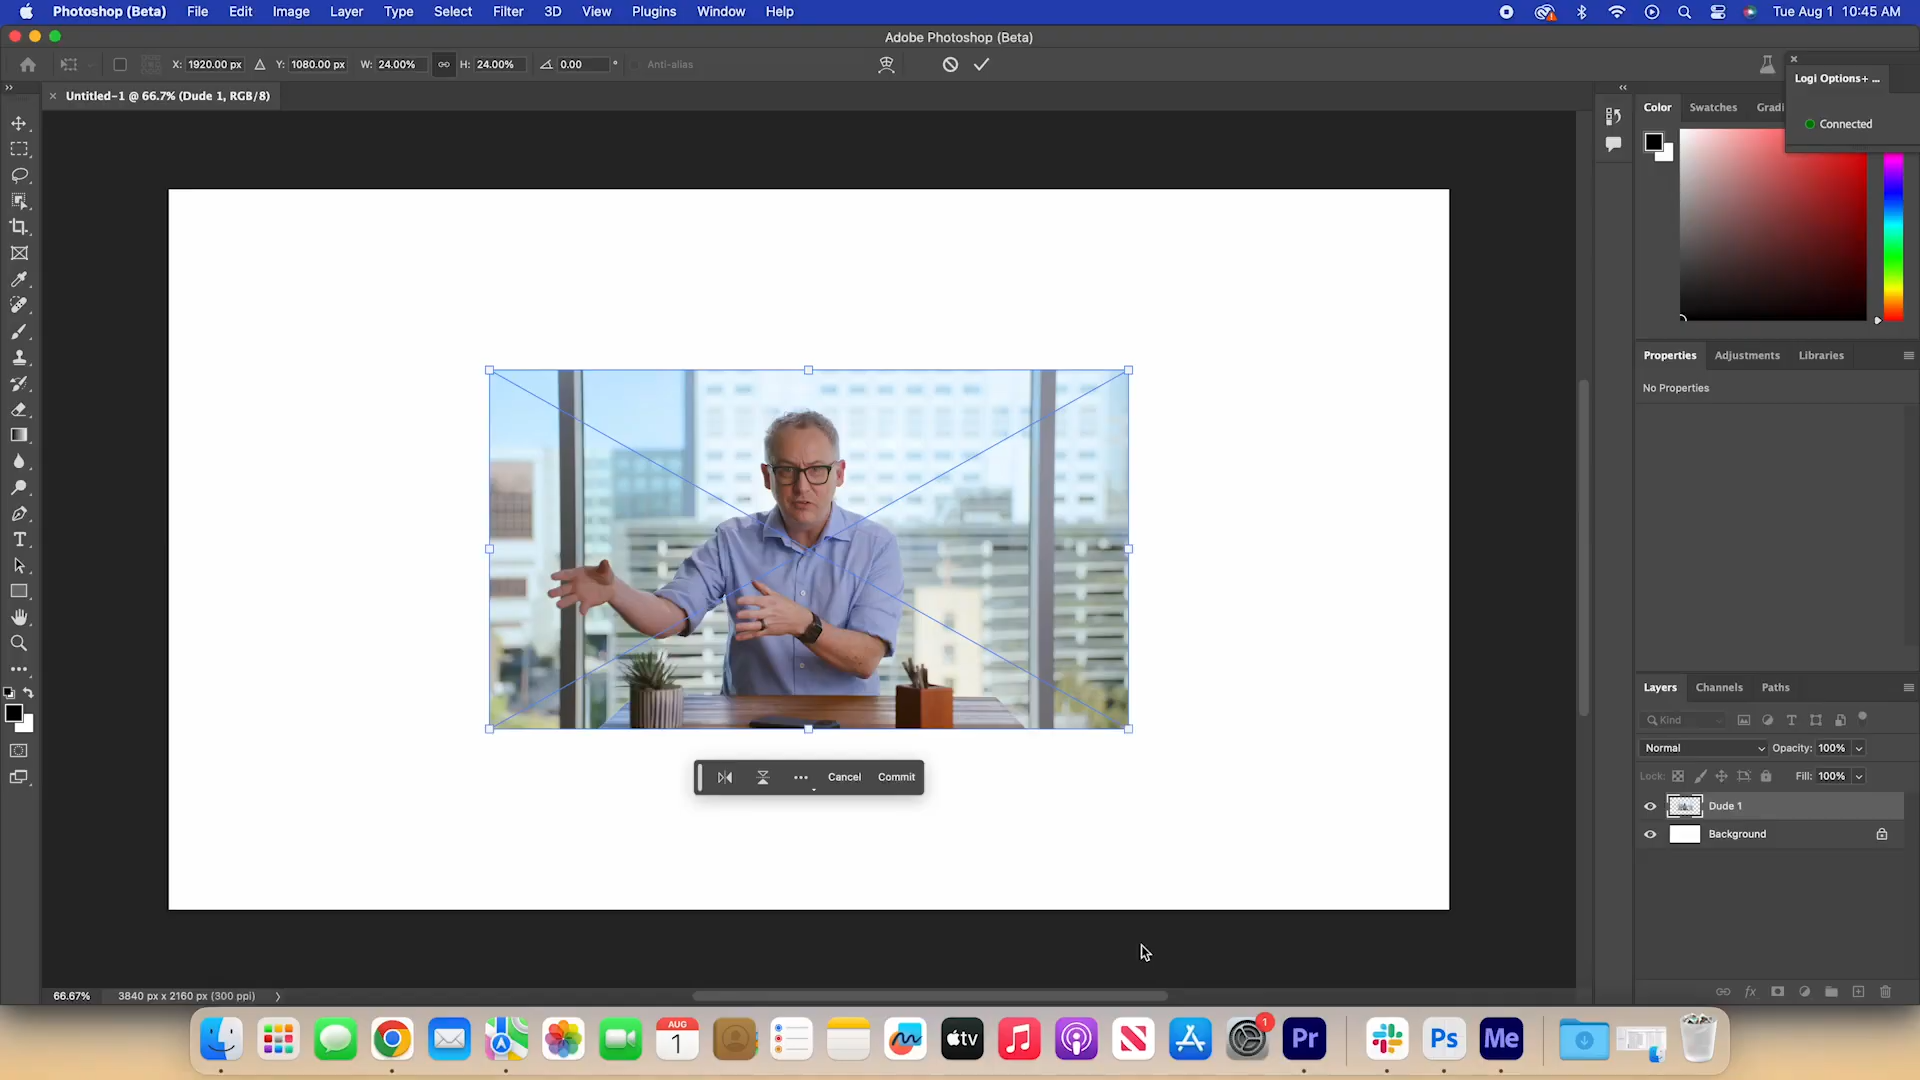 Photoshop (Beta) File Edit Image Layer Type Select Filter 3D View Plugins Window Help Tue Aug 1 10:45 AM
Adobe Photoshop (Beta)
X: 1920.00 px Y: 1080.00 px W: 24.00% H: 24.00% 0.00 ° Anti-alias
Logi Options+ ...
Connected
Untitled-1 @ 66.7% (Dude 1, RGB/8)
Color Swatches Gradi
Properties Adjustments Libraries
No Properties
Cancel Commit
Layers Channels Paths
Kind
Normal Opacity: 100%
Lock: Fill: 100%
Dude 1
Background
66.67% 3840 px x 2160 px (300 ppi)
AUG
1
tv
1
Pr
Ps
Me